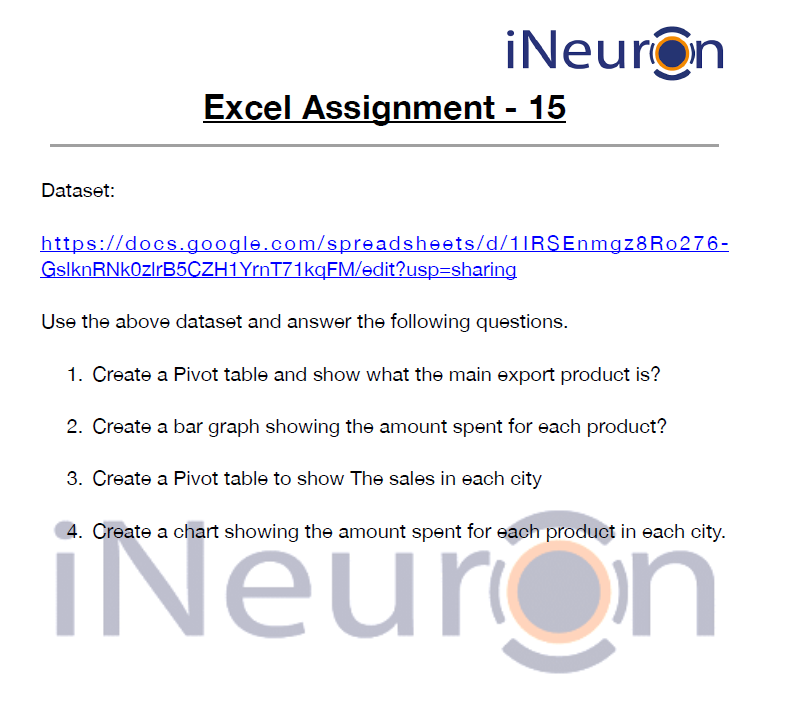 iNeuron
Excel Assignment - 15
Dataset:
https://docs.google.com/spreadsheets/d/1IRSEnmgz8Ro276-
GslknRNk0zIrB5CZH1YrnT71kqFM/edit?usp=sharing
Use the above dataset and answer the following questions.
1. Create a Pivot table and show what the main export product is?
2. Create a bar graph showing the amount spent for each product?
3. Create a Pivot table to show The sales in each city
4. Create a chart showing the amount spent for each product in each city.
iNeuron